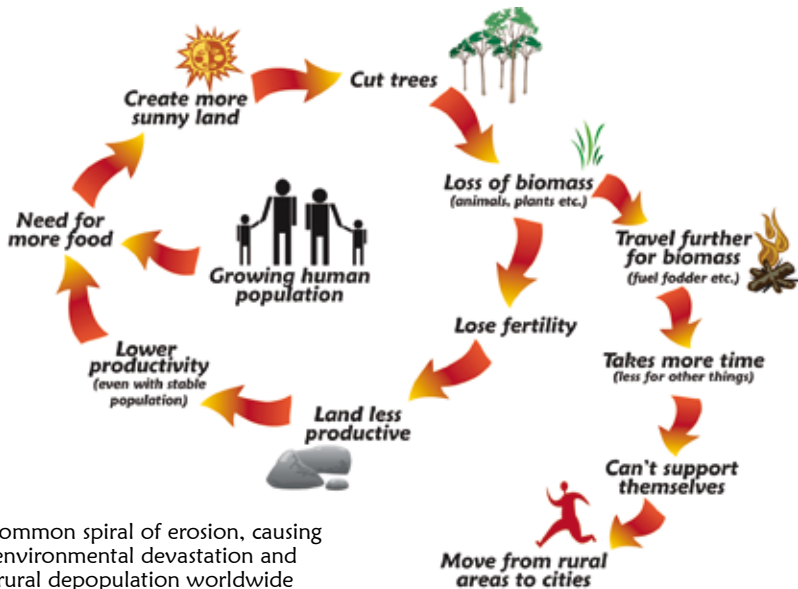 Create more
sunny land
Cut trees
Loss of biomass
(animals, plants etc.)
Travel further
for biomass
(fuel fodder etc.)
Takes more time
(less for other things)
Can't support
themselves
Move from rural
areas to cities
Lose fertility
Land less
productive
Lower
productivity
(even with stable
population)
Need for
more food
Growing human
population
ommon spiral of erosion, causing
environmental devastation and
rural depopulation worldwide